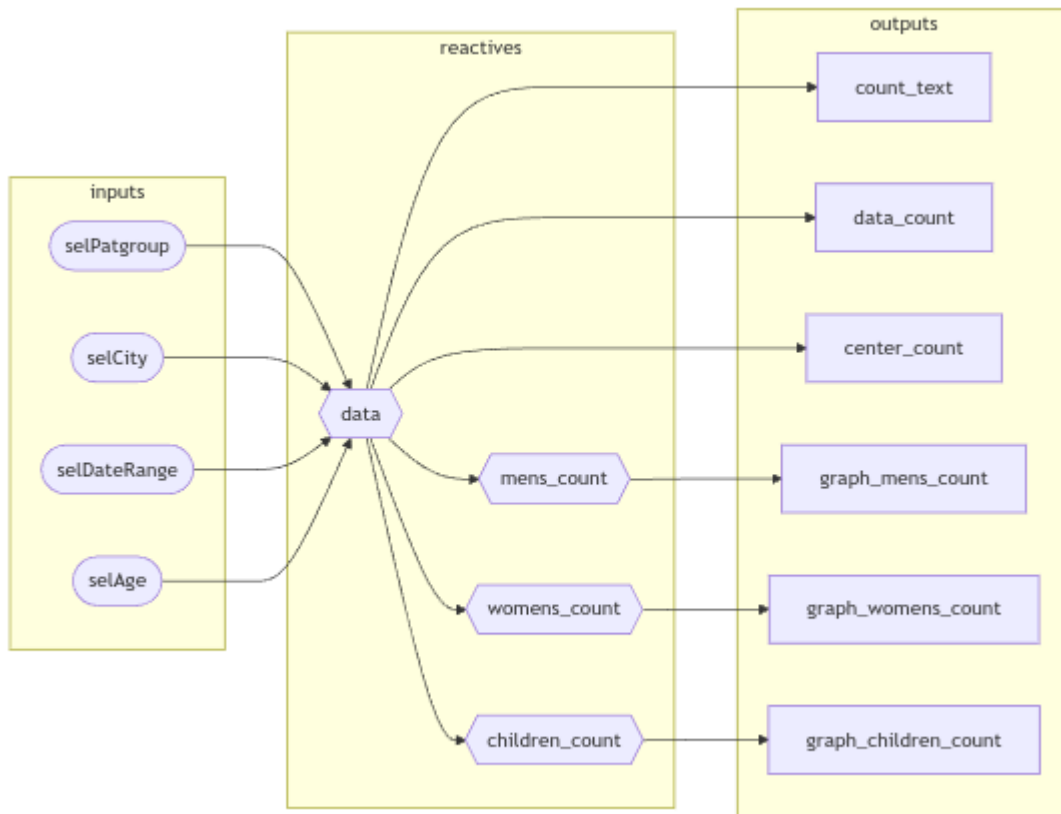 inputs
selPatgroup
selCity
selDateRange
selAge
reactives
data
mens_count
womens_count
children_count
outputs
count_text
data_count
center_count
graph_mens_count
graph_womens_count
graph_children_count